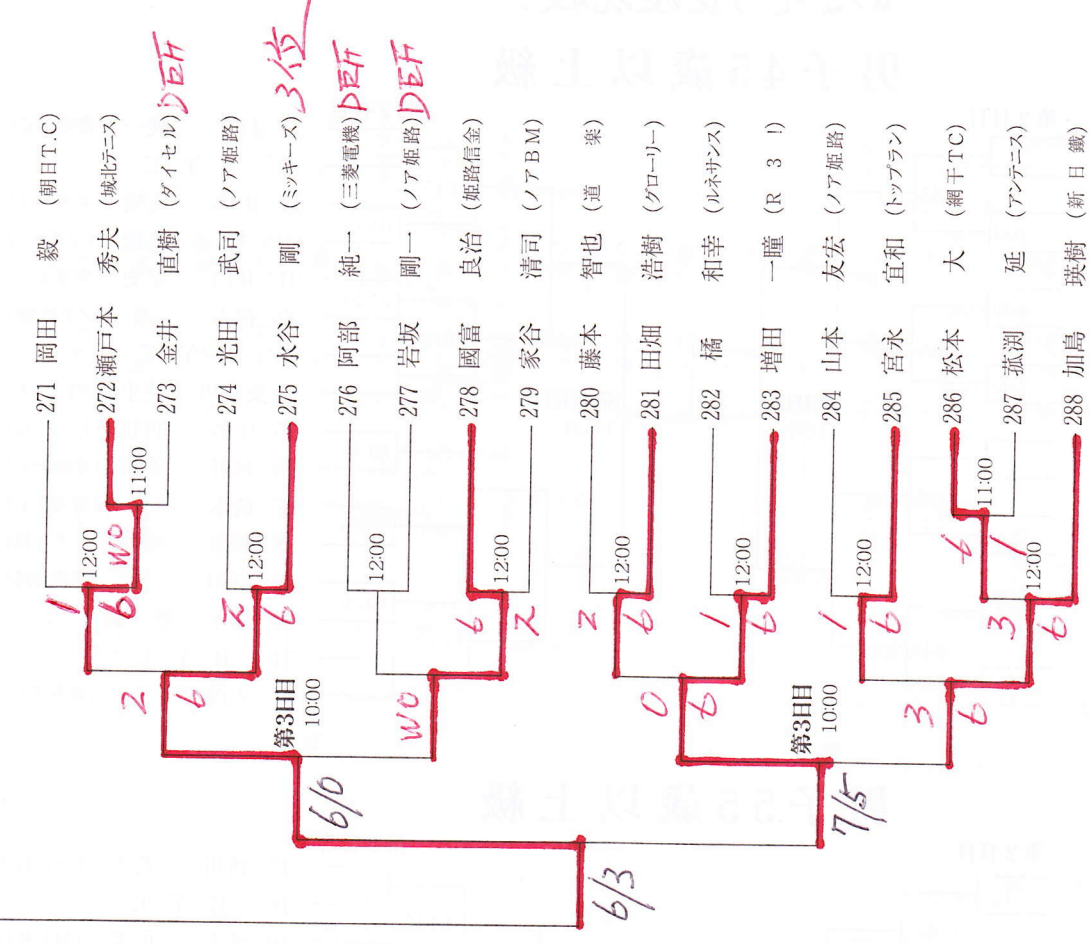 271 岡田 毅 (朝日T.C)
272 瀬戸本 秀夫 (城北テニス)
273 金井 直樹 (ダイセル) DEF
274 光田 武司 (ノア姫路)
275 水谷 剛 (ミッキーズ) 3位
276 阿部 純一 (三菱電機) DEF
277 岩坂 剛一 (ノア姫路) DEF
278 國富 良治 (姫路信金)
279 家谷 清司 (ノアBM)
280 藤本 智也 (道 楽)
281 田畑 浩樹 (グローリー)
282 橘 和幸 (ルネサンス)
283 増田 一瞳 (R 3 !)
284 山本 友宏 (ノア姫路)
285 宮永 宜和 (トップラン)
286 松本 大 (網干TC)
287 菰渕 延 (アンテニス)
288 加島 瑛樹 (新日鐵)
11:00
11:00
WO
6 1
12:00
12:00
1 6
2 6
12:00
12:00
6 2
12:00
2 6
12:00
1 6
12:00
1 6
12:00
3 6
2 6
WO
0 6
3 6
第3日目
10:00
第3日目
10:00
6/0
7/5
6/3